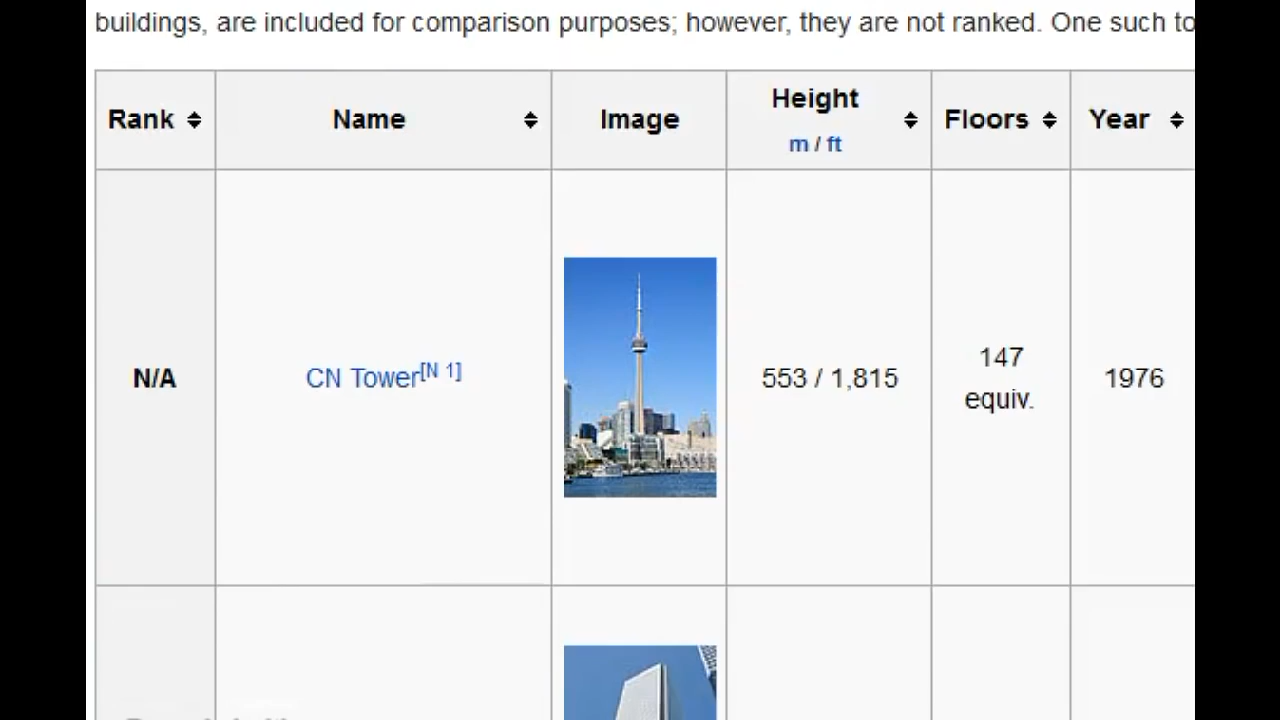 buildings, are included for comparison purposes; however, they are not ranked. One such to
Rank Name Image Height m / ft Floors Year
N/A CN Tower[N 1] 553 / 1,815 147 equiv. 1976